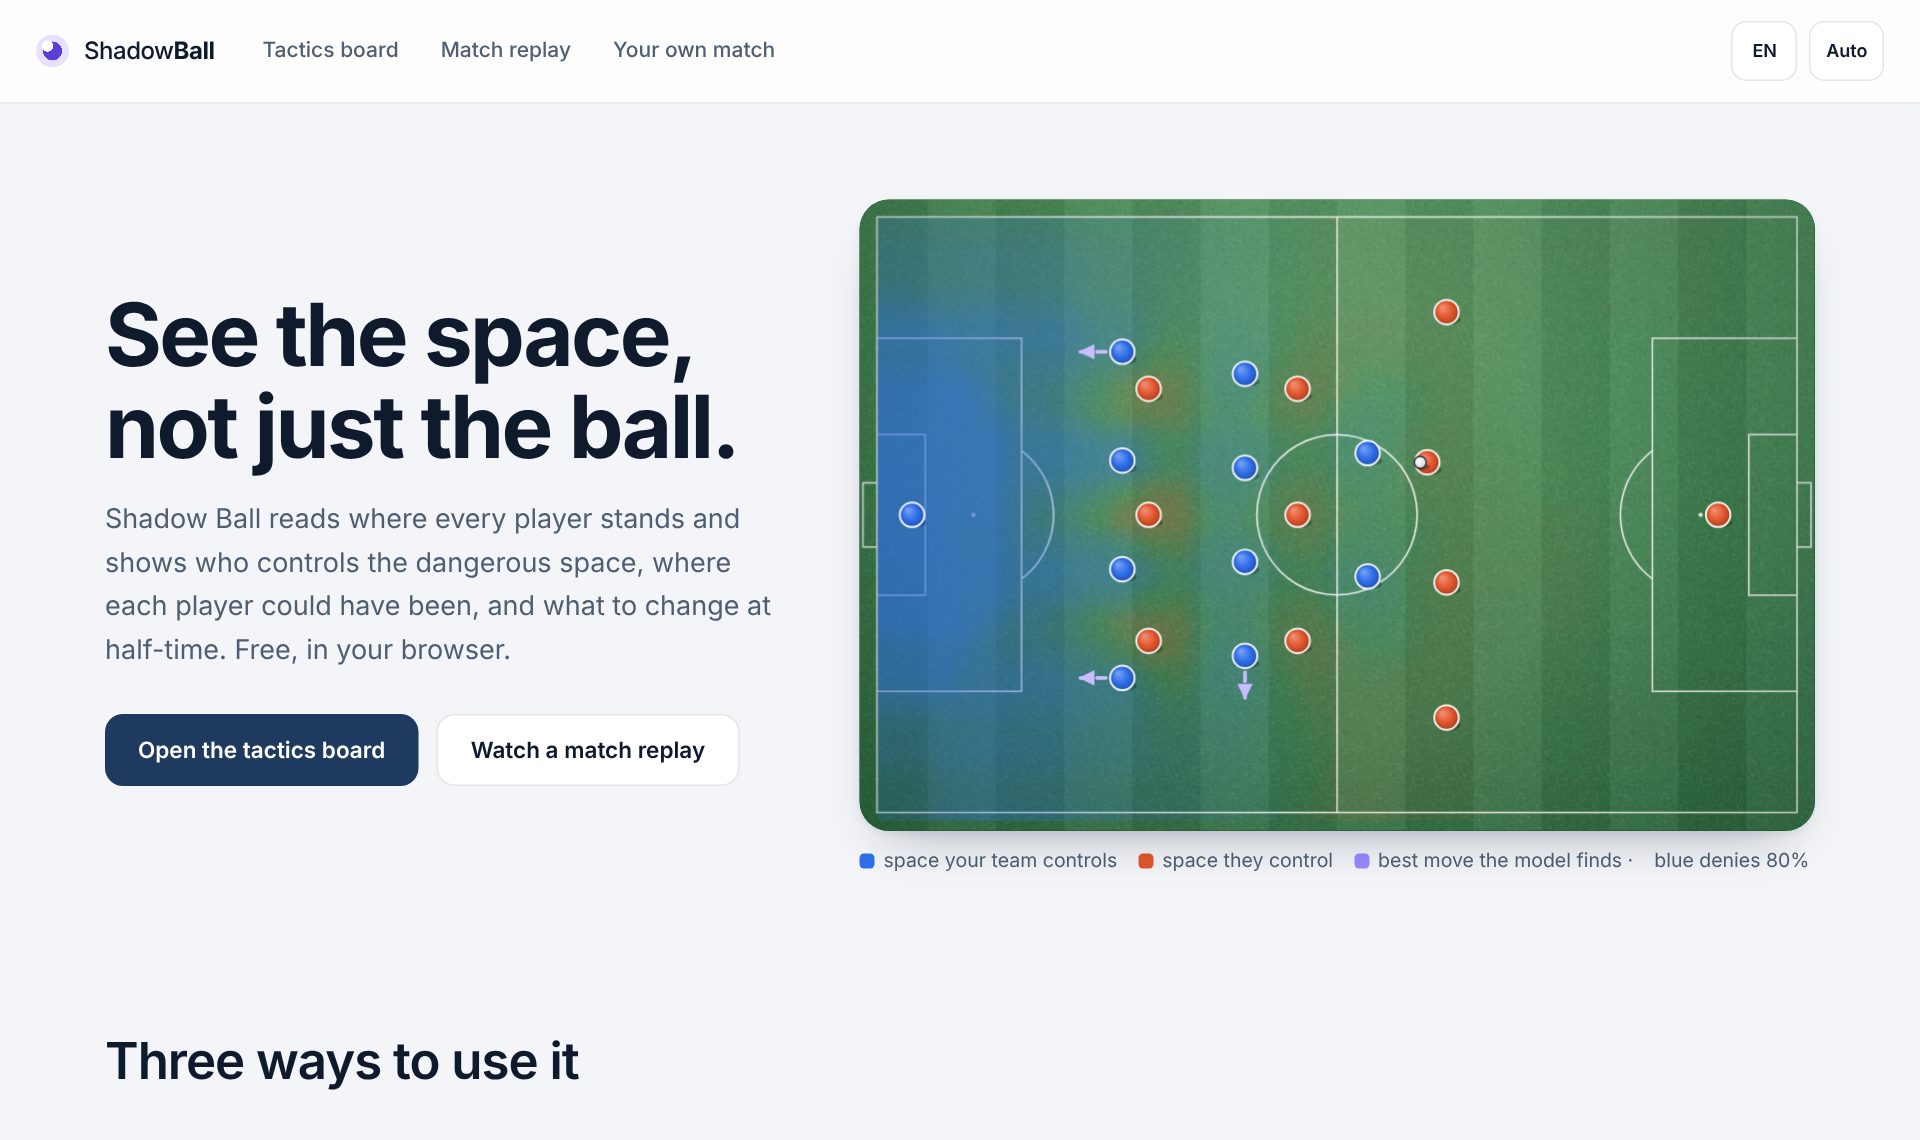 ShadowBall
Tactics board
Match replay
Your own match
EN
Auto
See the space,
not just the ball.
Shadow Ball reads where every player stands and
shows who controls the dangerous space, where
each player could have been, and what to change at
half-time. Free, in your browser.
Open the tactics board
Watch a match replay
space your team controls
space they control
best move the model finds ·
blue denies 80%
Three ways to use it